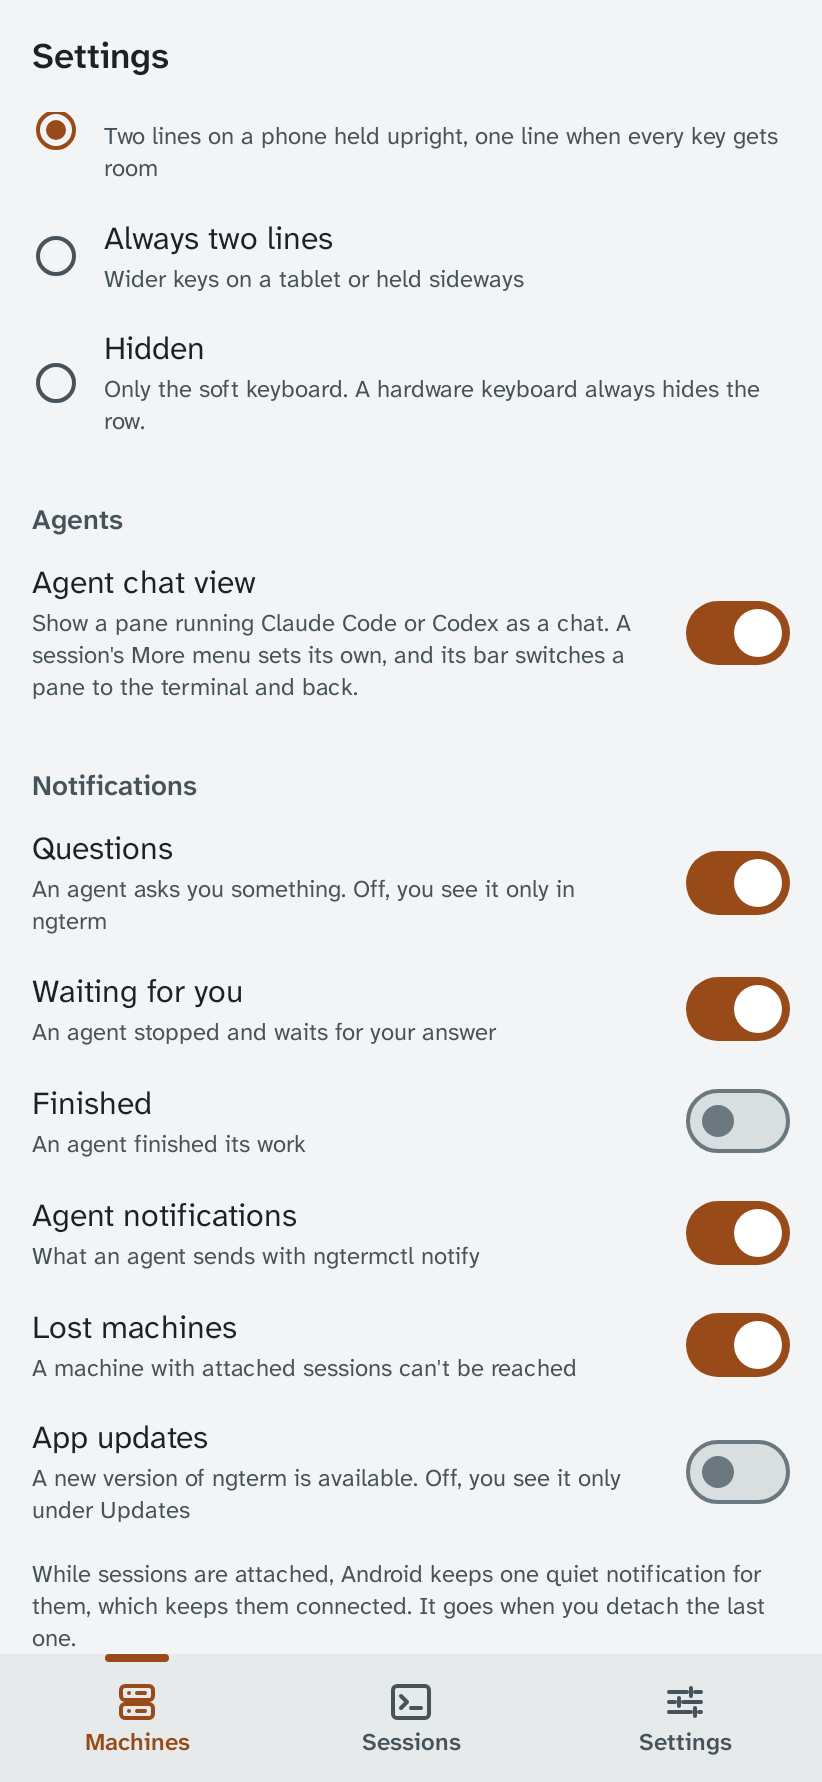 Settings
Two lines on a phone held upright, one line when every key gets
room
Always two lines
Wider keys on a tablet or held sideways
Hidden
Only the soft keyboard. A hardware keyboard always hides the
row.
Agents
Agent chat view
Show a pane running Claude Code or Codex as a chat. A
session's More menu sets its own, and its bar switches a
pane to the terminal and back.
Notifications
Questions
An agent asks you something. Off, you see it only in
ngterm
Waiting for you
An agent stopped and waits for your answer
Finished
An agent finished its work
Agent notifications
What an agent sends with ngtermctl notify
Lost machines
A machine with attached sessions can't be reached
App updates
A new version of ngterm is available. Off, you see it only
under Updates
While sessions are attached, Android keeps one quiet notification for
them, which keeps them connected. It goes when you detach the last
one.
Machines
Sessions
Settings